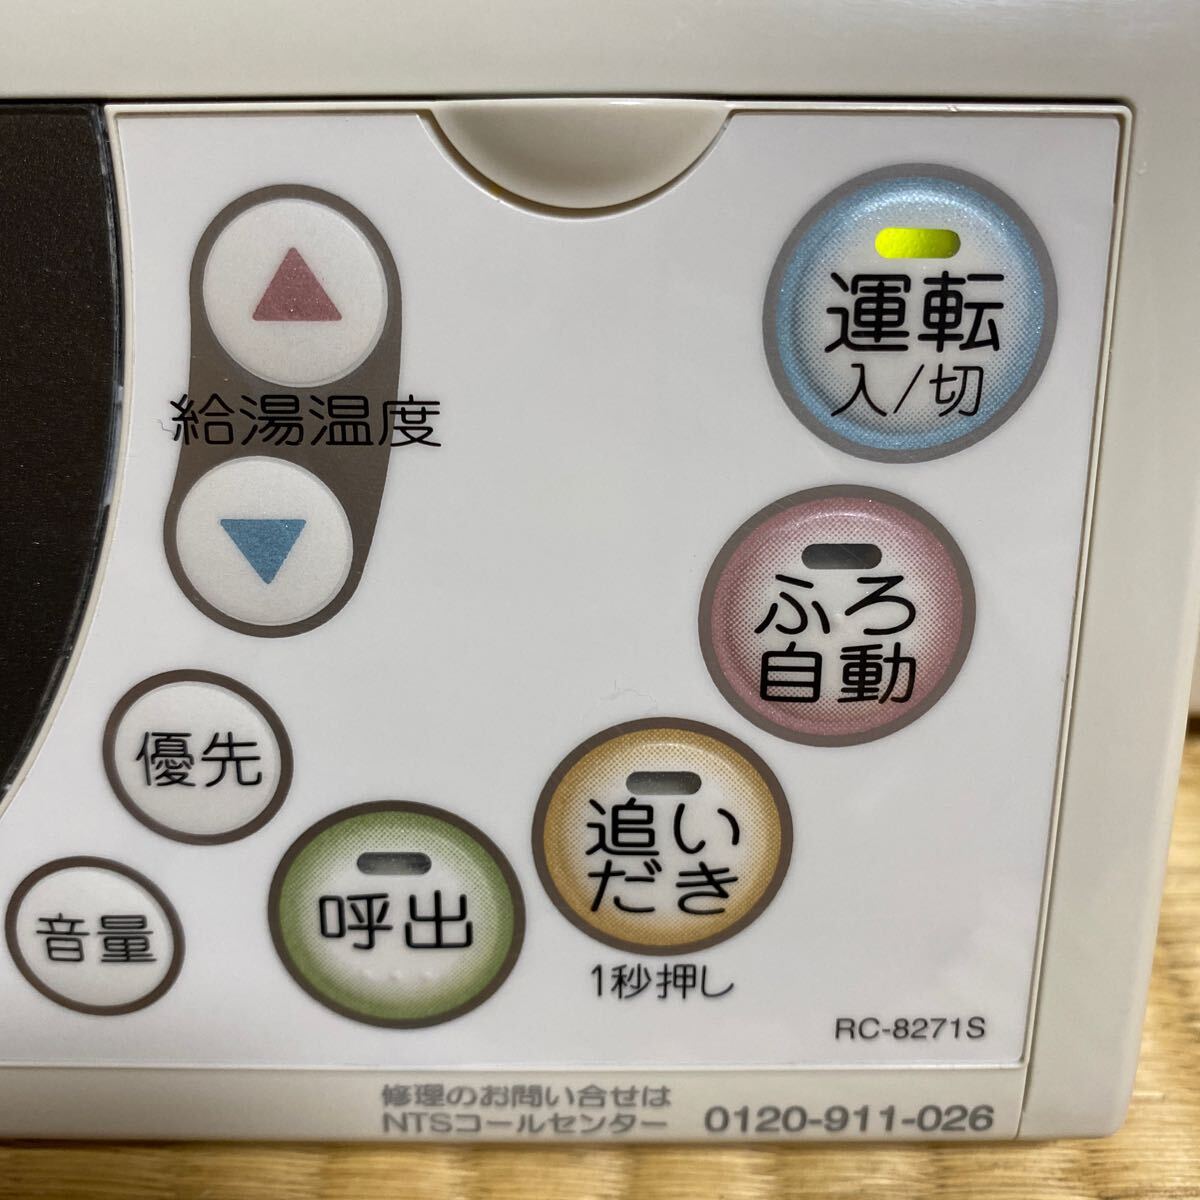 運転
入/切
給湯温度
ふろ
自動
優先
追い
だき
1秒押し
呼出
音量
RC-8271S
修理のお問い合せは
NTSコールセンター 0120-911-026